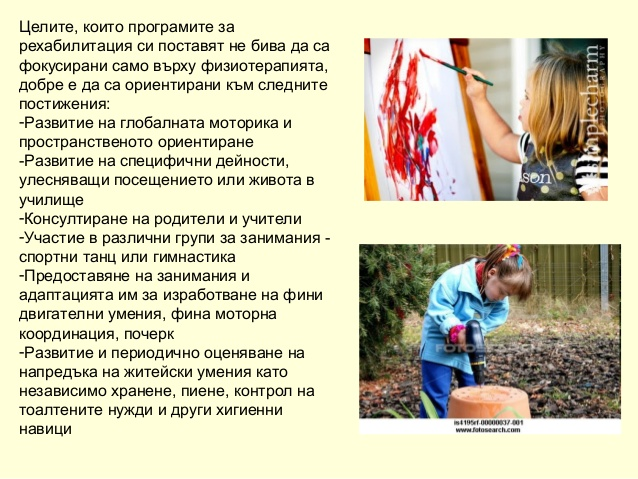 Целите, които програмите за
рехабилитация си поставят не бива да са
фокусирани само върху физиотерапията,
добре е да са ориентирани към следните
постижения:
-Развитие на глобалната моторика и
пространственото ориентиране
-Развитие на специфични дейности,
улесняващи посещението или живота в
училище
-Консултиране на родители и учители
-Участие в различни групи за занимания -
спортни танц или гимнастика
-Предоставяне на занимания и
адаптацията им за изработване на фини
двигателни умения, фина моторна
координация, почерк
-Развитие и периодично оценяване на
напредъка на житейски умения като
независимо хранене, пиене, контрол на
тоалтените нужди и други хигиенни
навици
simplecharm
PHOTOGRAPHY
son
FOTOSEARCH
is4195rf-00000037-001
www.fotosearch.com